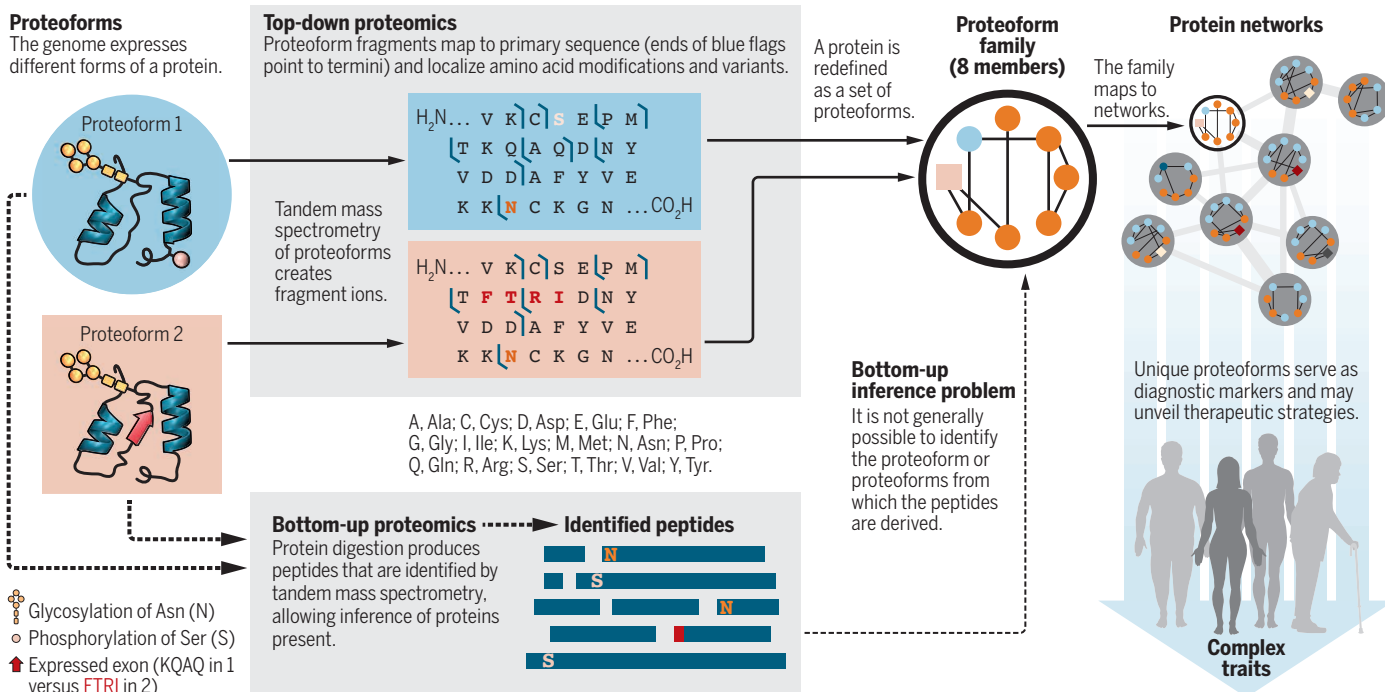 Proteoforms
The genome expresses
different forms of a protein.
Proteoform 1
Proteoform 2
Glycosylation of Asn (N)
Phosphorylation of Ser (S)
Expressed exon (KQAQ in 1
versus FTRI in 2)
Top-down proteomics
Proteoform fragments map to primary sequence (ends of blue flags
point to termini) and localize amino acid modifications and variants.
H2N... V K C S E P M
T K Q A Q D N Y
V D D A F Y V E
K K N C K G N ...CO2H
Tandem mass
spectrometry
of proteoforms
creates
fragment ions.
H2N... V K C S E P M
T F T R I D N Y
V D D A F Y V E
K K N C K G N ...CO2H
A, Ala; C, Cys; D, Asp; E, Glu; F, Phe;
G, Gly; I, Ile; K, Lys; M, Met; N, Asn; P, Pro;
Q, Gln; R, Arg; S, Ser; T, Thr; V, Val; Y, Tyr.
Bottom-up proteomics
Protein digestion produces
peptides that are identified by
tandem mass spectrometry,
allowing inference of proteins
present.
Identified peptides
N
S
N
S
A protein is
redefined
as a set of
proteoforms.
Proteoform
family
(8 members)
The family
maps to
networks.
Protein networks
Bottom-up
inference problem
It is not generally
possible to identify
the proteoform or
proteoforms from
which the peptides
are derived.
Unique proteoforms serve as
diagnostic markers and may
unveil therapeutic strategies.
Complex
traits